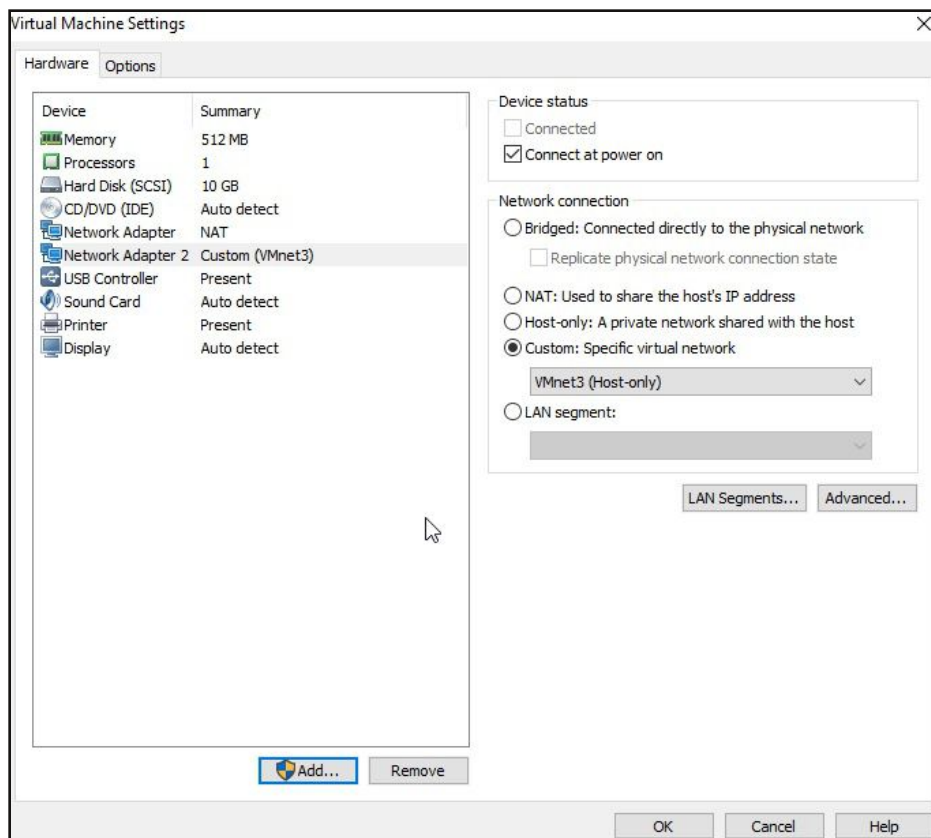 Virtual Machine Settings
Hardware Options
Device Summary
Memory 512 MB
Processors 1
Hard Disk (SCSI) 10 GB
CD/DVD (IDE) Auto detect
Network Adapter NAT
Network Adapter 2 Custom (VMnet3)
USB Controller Present
Sound Card Auto detect
Printer Present
Display Auto detect
Add... Remove
Device status
Connected
Connect at power on
Network connection
Bridged: Connected directly to the physical network
Replicate physical network connection state
NAT: Used to share the host's IP address
Host-only: A private network shared with the host
Custom: Specific virtual network
VMnet3 (Host-only)
LAN segment:
LAN Segments... Advanced...
OK Cancel Help